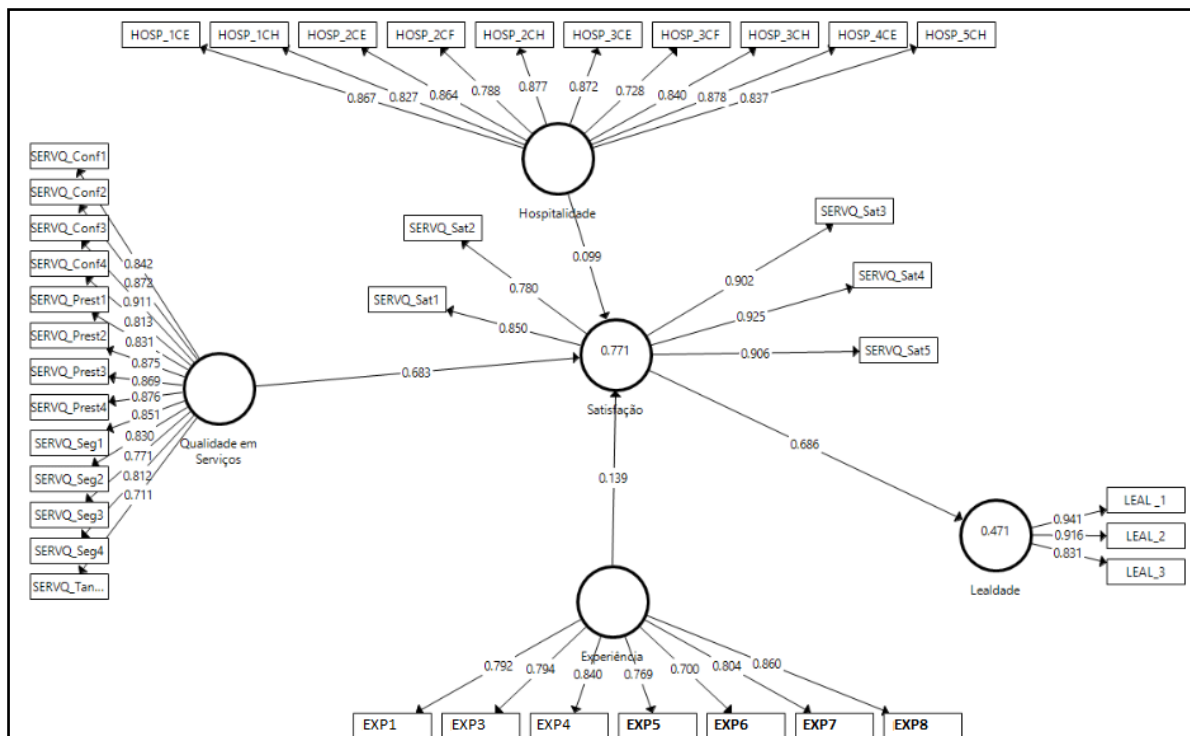 HOSP_1CE HOSP_1CH HOSP_2CE HOSP_2CF HOSP_2CH HOSP_3CE HOSP_3CF HOSP_3CH HOSP_4CE HOSP_5CH
0.867 0.827 0.864 0.788 0.877 0.872 0.728 0.840 0.878 0.837
Hospitalidade
0.099
SERVQ_Conf1
SERVQ_Conf2
SERVQ_Conf3
SERVQ_Conf4
SERVQ_Prest1
SERVQ_Prest2
SERVQ_Prest3
SERVQ_Prest4
SERVQ_Seg1
SERVQ_Seg2
SERVQ_Seg3
SERVQ_Seg4
SERVQ_Tan...
0.842
0.872
0.911
0.813
0.831
0.875
0.869
0.876
0.851
0.830
0.771
0.812
0.711
Qualidade em
Serviços
0.683
SERVQ_Sat2
0.780
SERVQ_Sat1
0.850
SERVQ_Sat3
0.902
SERVQ_Sat4
0.925
SERVQ_Sat5
0.906
0.771
Satisfação
0.686
0.139
0.471
Lealdade
0.941
0.916
0.831
LEAL _1
LEAL_2
LEAL_3
Experiência
0.792 0.794 0.840 0.769 0.700 0.804 0.860
EXP1 EXP3 EXP4 EXP5 EXP6 EXP7 EXP8